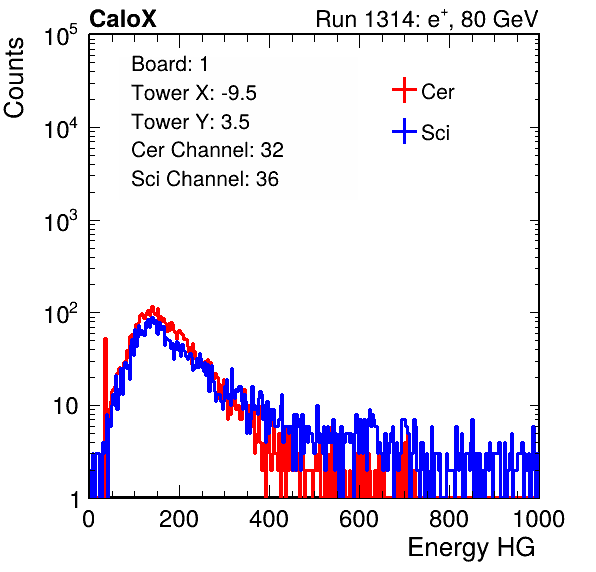 CaloX Run 1314: e⁺, 80 GeV
Counts
10⁵
10⁴
10³
10²
10
1
Board: 1
Tower X: -9.5
Tower Y: 3.5
Cer Channel: 32
Sci Channel: 36
Cer
Sci
0 200 400 600 800 1000
Energy HG